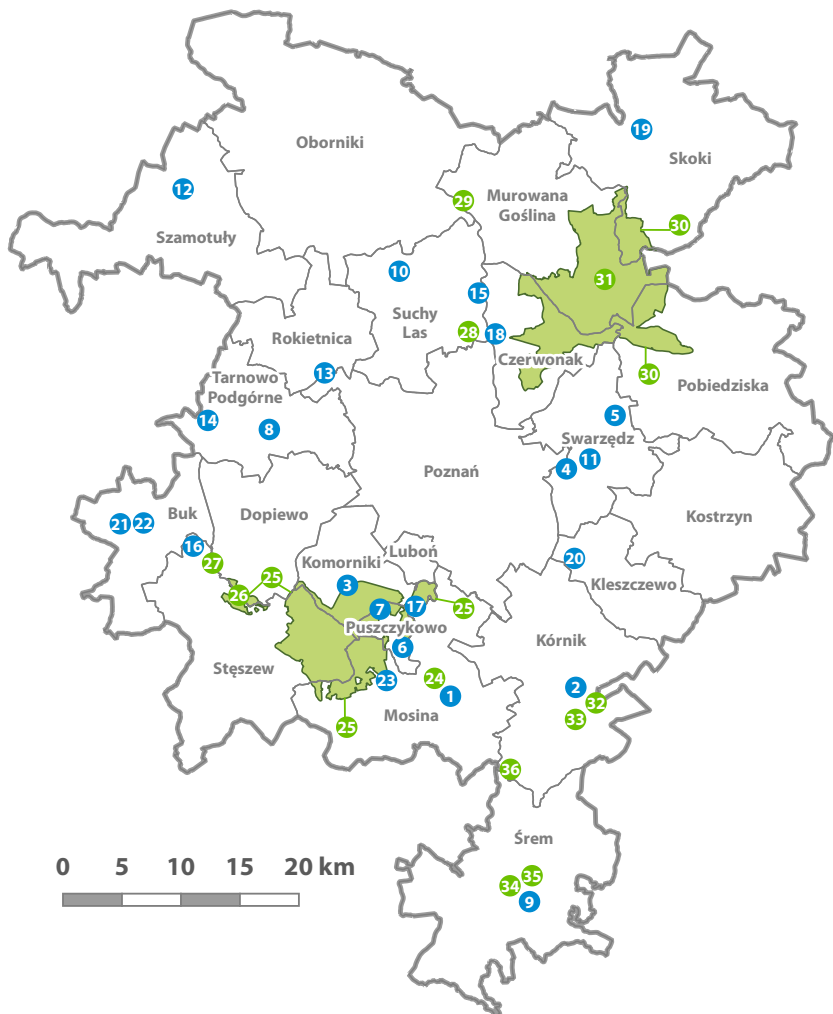 19
Oborniki
Skoki
12
Murowana
Goślina
29
30
Szamotuły
10
31
15
Suchy
Las
Rokietnica
28
18
Czerwonak
13
30
Tarnowo
Podgórne
Pobiedziska
14
8
5
Swarzędz
11
4
Poznań
Buk
Dopiewo
Kostrzyn
21
22
16
Luboń
27
Komorniki
20
25
3
Kleszczewo
26
7
17
25
Puszczykowo
Kórnik
6
Stęszew
24
23
2
1
32
Mosina
33
25
36
Śrem
0 5 10 15 20 km
35
34
9